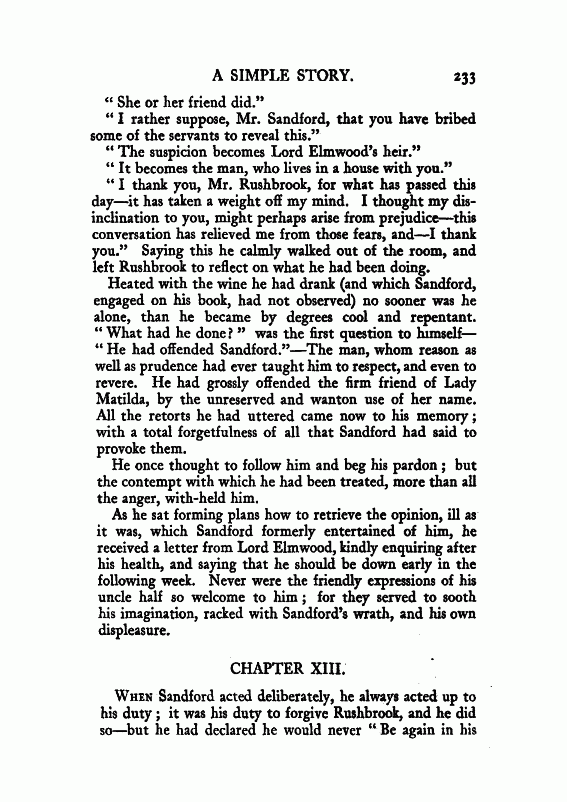 A SIMPLE STORY. 233
“ She or her friend did.”
“ I rather suppose, Mr. Sandford, that you have bribed
some of the servants to reveal this.”
“ The suspicion becomes Lord Elmwood’s heir.”
“ It becomes the man, who lives in a house with you.”
“ I thank you, Mr. Rushbrook, for what has passed this
day—it has taken a weight off my mind. I thought my dis-
inclination to you, might perhaps arise from prejudice—this
conversation has relieved me from those fears, and—I thank
you.” Saying this he calmly walked out of the room, and
left Rushbrook to reflect on what he had been doing.
Heated with the wine he had drank (and which Sandford,
engaged on his book, had not observed) no sooner was he
alone, than he became by degrees cool and repentant.
“ What had he done? ” was the first question to himself—
“ He had offended Sandford.”—The man, whom reason as
well as prudence had ever taught him to respect, and even to
revere. He had grossly offended the firm friend of Lady
Matilda, by the unreserved and wanton use of her name.
All the retorts he had uttered came now to his memory ;
with a total forgetfulness of all that Sandford had said to
provoke them.
He once thought to follow him and beg his pardon ; but
the contempt with which he had been treated, more than all
the anger, with-held him.
As he sat forming plans how to retrieve the opinion, ill as
it was, which Sandford formerly entertained of him, he
received a letter from Lord Elmwood, kindly enquiring after
his health, and saying that he should be down early in the
following week. Never were the friendly expressions of his
uncle half so welcome to him ; for they served to sooth
his imagination, racked with Sandford’s wrath, and his own
displeasure.
CHAPTER XIII.
WHEN Sandford acted deliberately, he always acted up to
his duty ; it was his duty to forgive Rushbrook, and he did
so—but he had declared he would never “ Be again in his